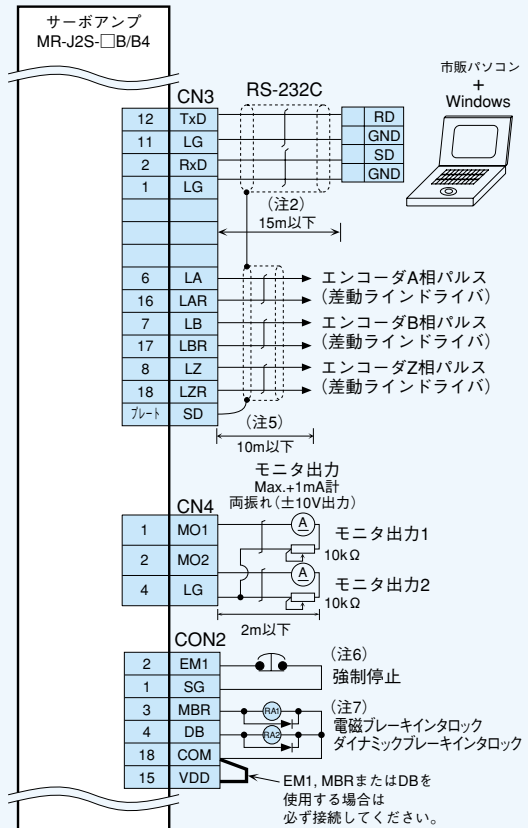 サーボアンプ
MR-J2S-□B/B4
市販パソコン
+
Windows
CN3
RS-232C
12 TxD RD
11 LG GND
2 RxD SD
1 LG GND
(注2)
15m以下
6 LA エンコーダA相パルス
16 LAR (差動ラインドライバ)
7 LB エンコーダB相パルス
17 LBR (差動ラインドライバ)
8 LZ エンコーダZ相パルス
18 LZR (差動ラインドライバ)
プレート SD
(注5)
10m以下
モニタ出力
Max.+1mA計
両振れ(±10V出力)
CN4
1 MO1 A モニタ出力1
10kΩ
2 MO2 A
4 LG モニタ出力2
10kΩ
2m以下
CON2
2 EM1 (注6)
1 SG 強制停止
3 MBR RA1 (注7)
電磁ブレーキインタロック
4 DB RA2 ダイナミックブレーキインタロック
18 COM
15 VDD
EM1, MBRまたはDBを
使用する場合は
必ず接続してください。